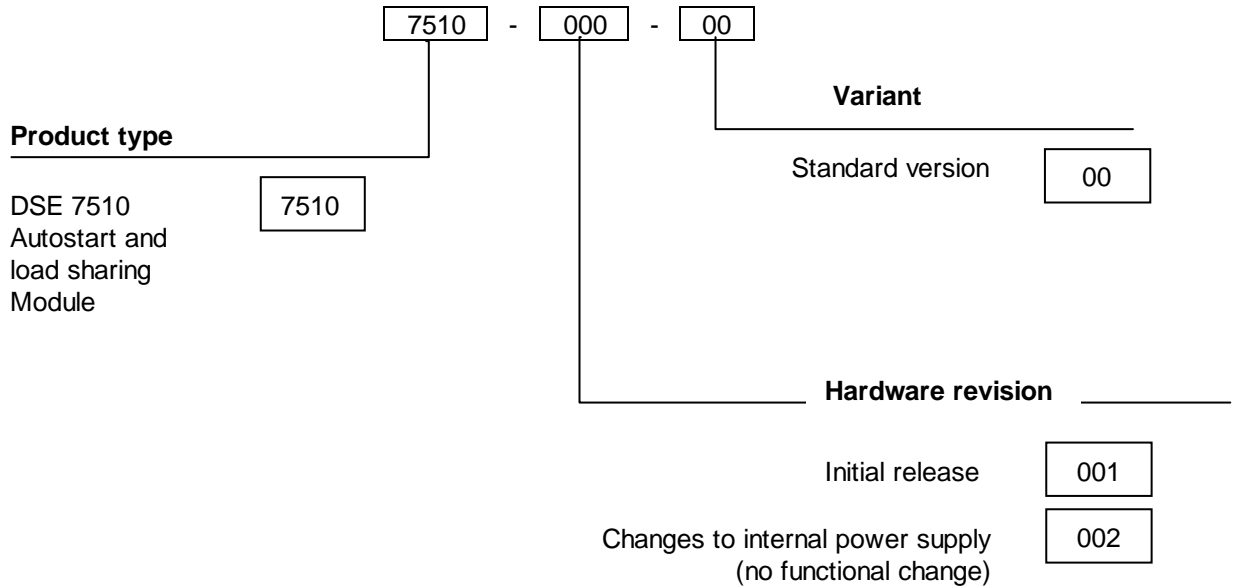 7510 - 000 - 00
Variant
Product type
Standard version 00
DSE 7510 7510
Autostart and
load sharing
Module
Hardware revision
Initial release 001
Changes to internal power supply 002
(no functional change)